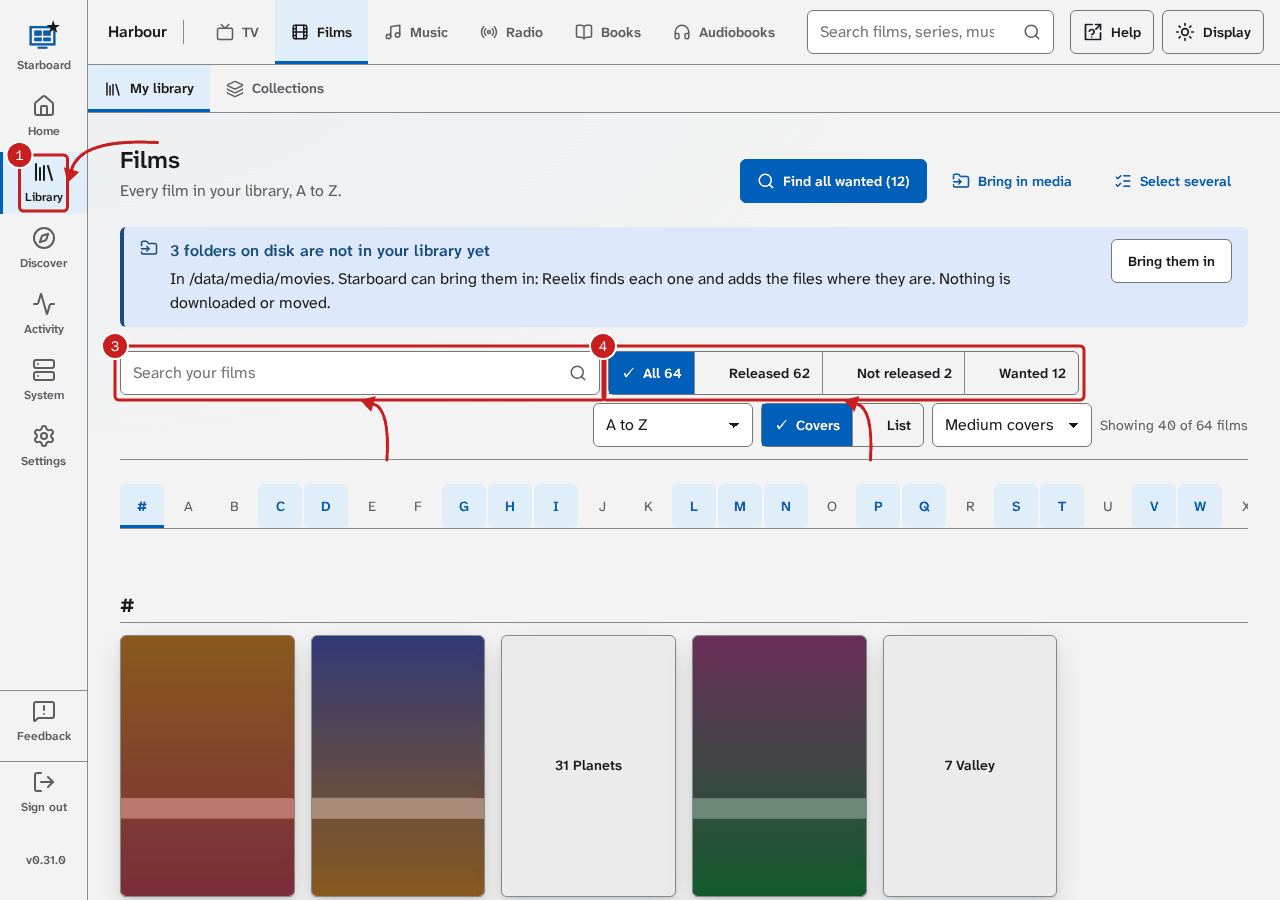 Starboard
Home
1
Library
Discover
Activity
System
Settings
Feedback
Sign out
v0.31.0
Harbour
TV
Films
Music
Radio
Books
Audiobooks
Search films, series, mus
Help
Display
My library
Collections
Films
Every film in your library, A to Z.
Find all wanted (12)
Bring in media
Select several
3 folders on disk are not in your library yet
In /data/media/movies. Starboard can bring them in: Reelix finds each one and adds the files where they are. Nothing is
downloaded or moved.
Bring them in
3
Search your films
4
✓ All 64
Released 62
Not released 2
Wanted 12
A to Z
✓ Covers
List
Medium covers
Showing 40 of 64 films
# A B C D E F G H I J K L M N O P Q R S T U V W X
#
31 Planets
7 Valley